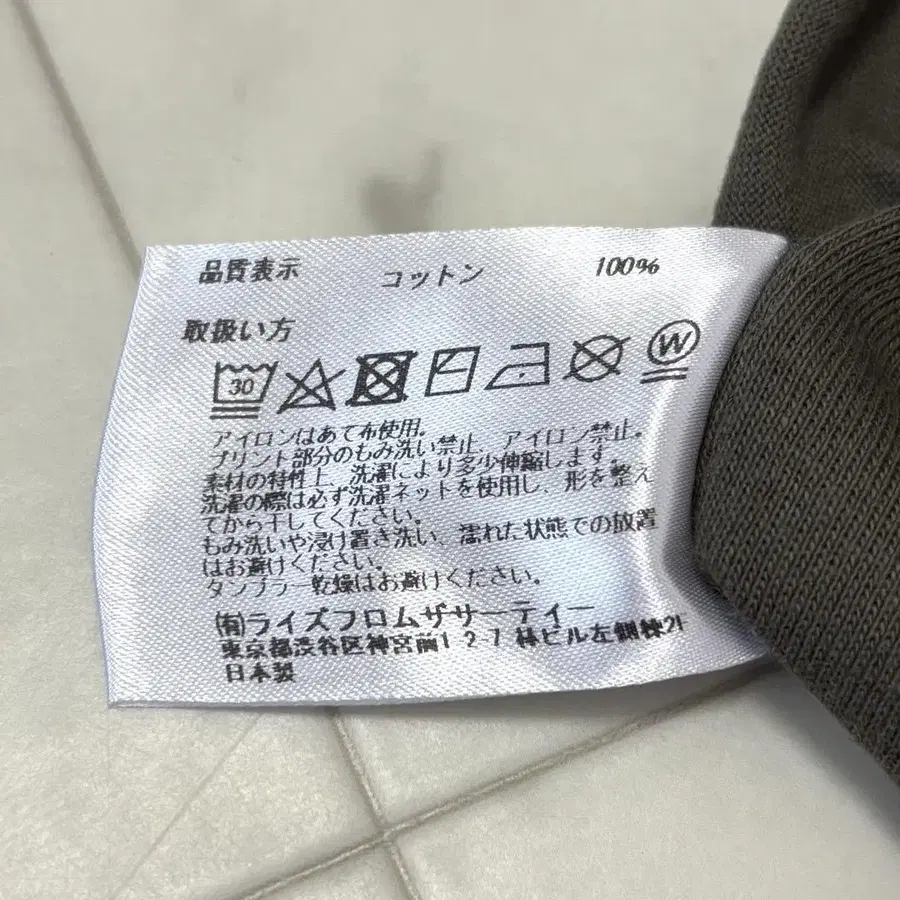 品質表示 コットン 100%
取扱い方
30 W
アイロンはあて布使用。
プリント部分のもみ洗い禁止、アイロン禁止。
素材の特性上、洗濯により多少伸縮します。
洗濯の際は必ず洗濯ネットを使用し、形を整え
てから干してください。
もみ洗いや浸け置き洗い、濡れた状態での放置
はお避けください。
タンブラー乾燥はお避けください。
(有)ライズフロムザサーティー
東京都渋谷区神宮前1-2-7 林ビル左側棟2F
日本製